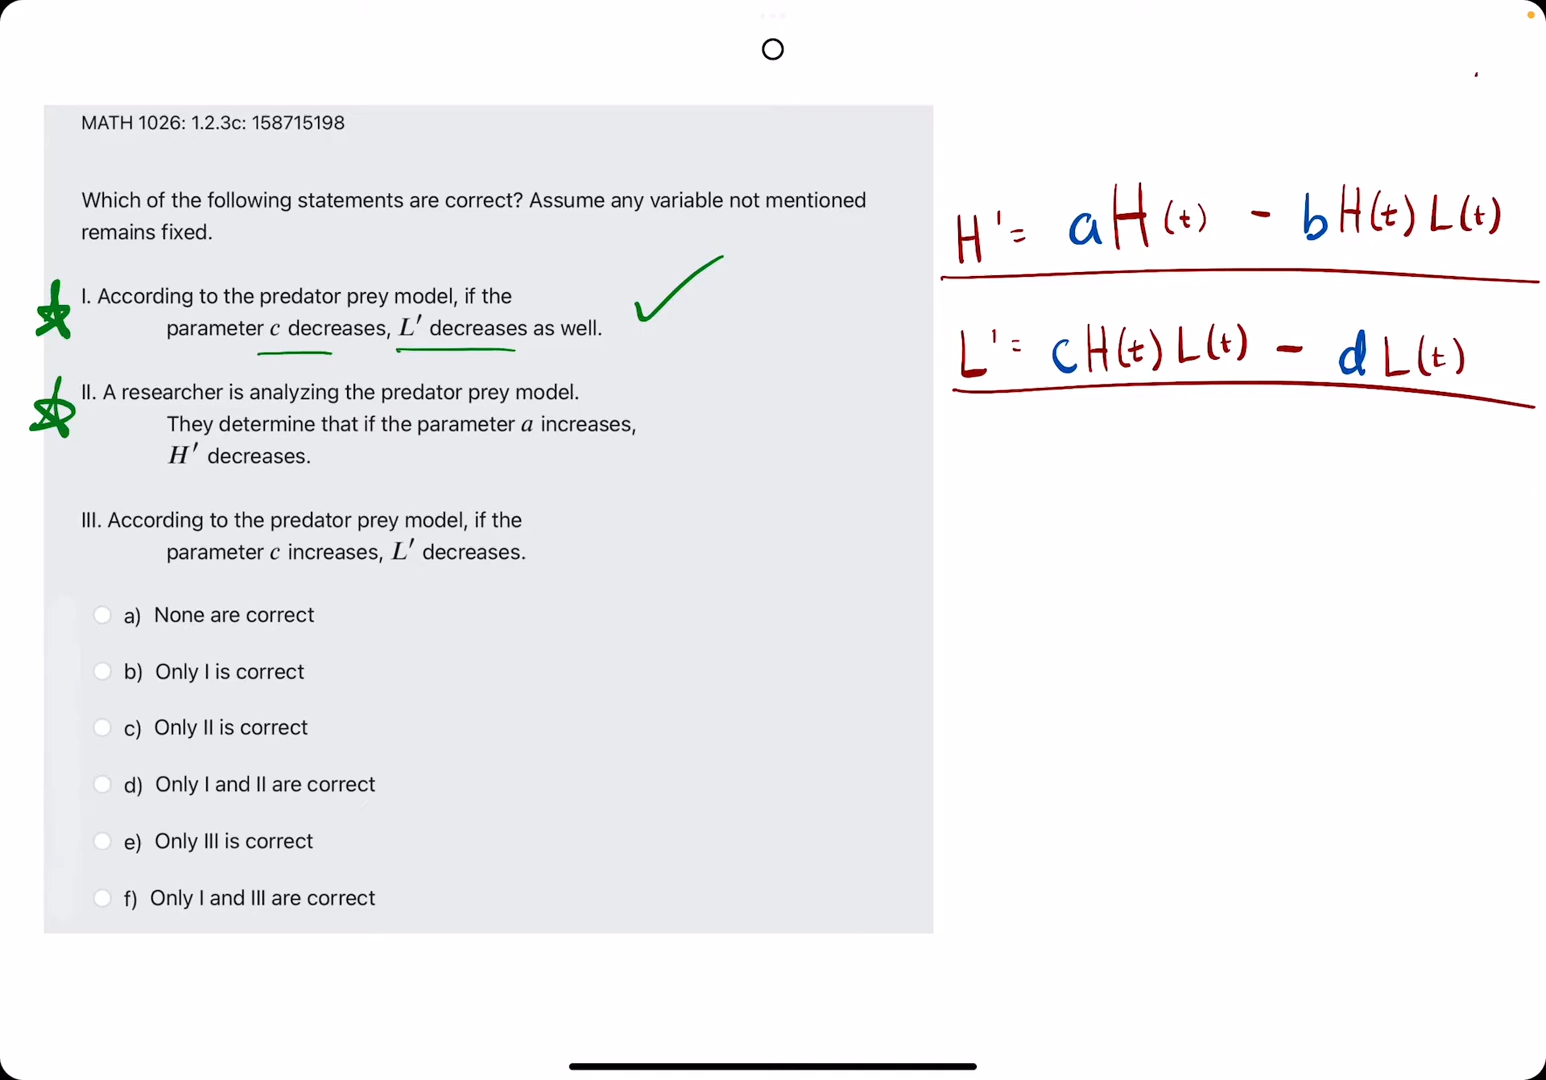 MATH 1026: 1.2.3c: 158715198
Which of the following statements are correct? Assume any variable not mentioned
remains fixed.
I. According to the predator prey model, if the
parameter c decreases, L′ decreases as well.
II. A researcher is analyzing the predator prey model.
They determine that if the parameter a increases,
H′ decreases.
III. According to the predator prey model, if the
parameter c increases, L′ decreases.
a) None are correct
b) Only I is correct
c) Only II is correct
d) Only I and II are correct
e) Only III is correct
f) Only I and III are correct
H' = aH(t) - bH(t)L(t)
L' = cH(t)L(t) - dL(t)